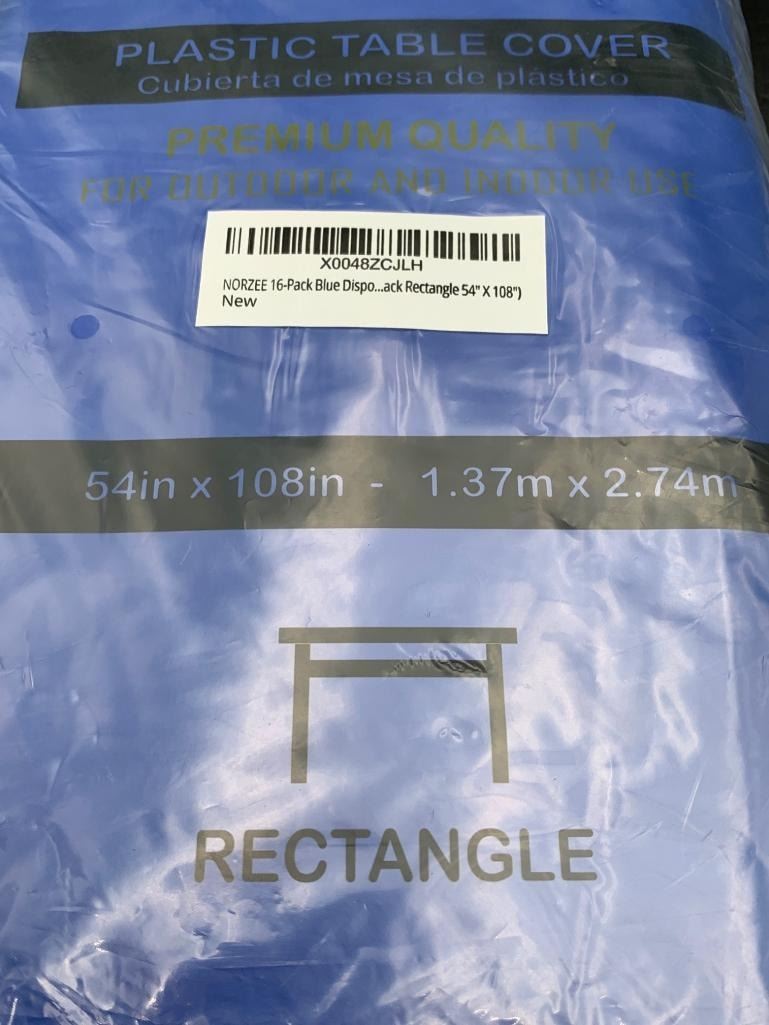 PLASTIC TABLE COVER
Cubierta de mesa de plástico
PREMIUM QUALITY
FOR OUTDOOR AND INDOOR USE
X0048ZCJLH
NORZEE 16-Pack Blue Dispo...ack Rectangle 54" X 108")
New
54in x 108in - 1.37m x 2.74m
RECTANGLE